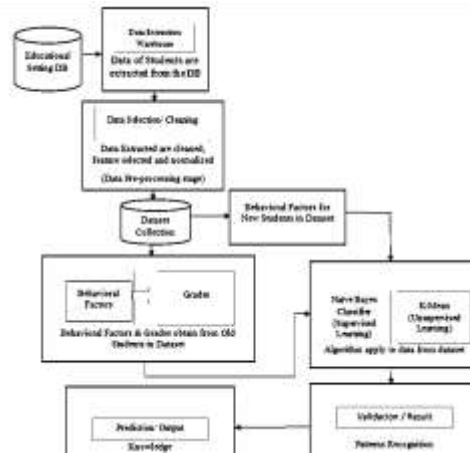 Data Extraction
Warehouse
Educational
Setting DB
Data of Students are
extracted from the DB
Data Selection/ Cleaning
Data Extracted are cleaned,
Feature selected and normalized
(Data Pre-processing stage)
Dataset
Collection
Behavioral Factors for
New Students in Dataset
Behavioral
Factors
Grades
Behavioral Factors & Grades obtain from Old
Students in Dataset
Naive Bayes
Classifier
(Supervised
Learning)
K-Mean
(Unsupervised
Learning)
Algorithm apply to data from dataset
Validation / Result
Patterns Recognition
Prediction/ Output
Knowledge